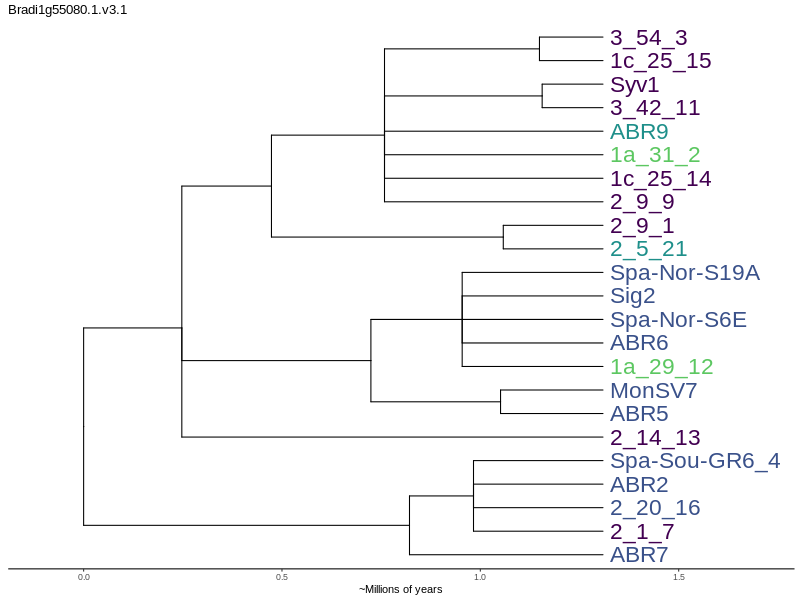 Bradi1g55080.1.v3.1
3_54_3
1c_25_15
Syv1
3_42_11
ABR9
1a_31_2
1c_25_14
2_9_9
2_9_1
2_5_21
Spa-Nor-S19A
Sig2
Spa-Nor-S6E
ABR6
1a_29_12
MonSV7
ABR5
2_14_13
Spa-Sou-GR6_4
ABR2
2_20_16
2_1_7
ABR7
0.0 0.5 1.0 1.5
~Millions of years